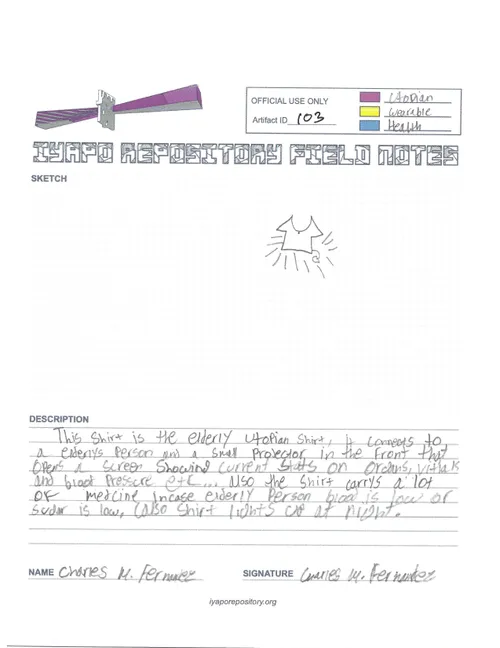 OFFICIAL USE ONLY
Artifact ID 103
Utopian
wearable
Health
IYAPO REPOSITORY FIELD NOTES
SKETCH
DESCRIPTION
This Shirt is the elderly Utopian Shirt, it connects to
a elderlys Person and a small Projector in the Front that
opens a screen showing current stats on organs, vitals
and blood Pressure etc... Also the shirt carrys a lot
OF medcine incase elderly Person blood is low or
sugar is low, (also Shirt lights up at night.
NAME Charles M. Fernandez
SIGNATURE Charles M. Fernandez
iyaporepository.org